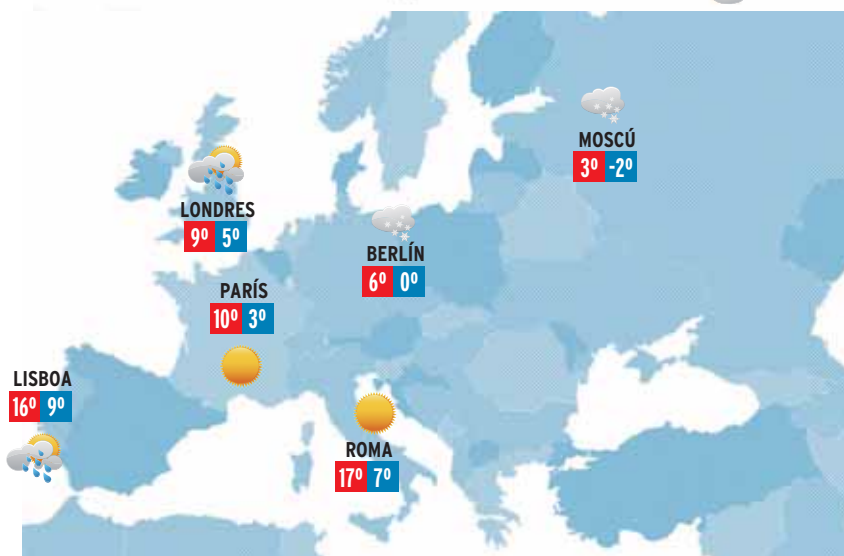 MOSCÚ
3º -2º
LONDRES
9º 5º
BERLÍN
6º 0º
PARÍS
10º 3º
LISBOA
16º 9º
ROMA
17º 7º